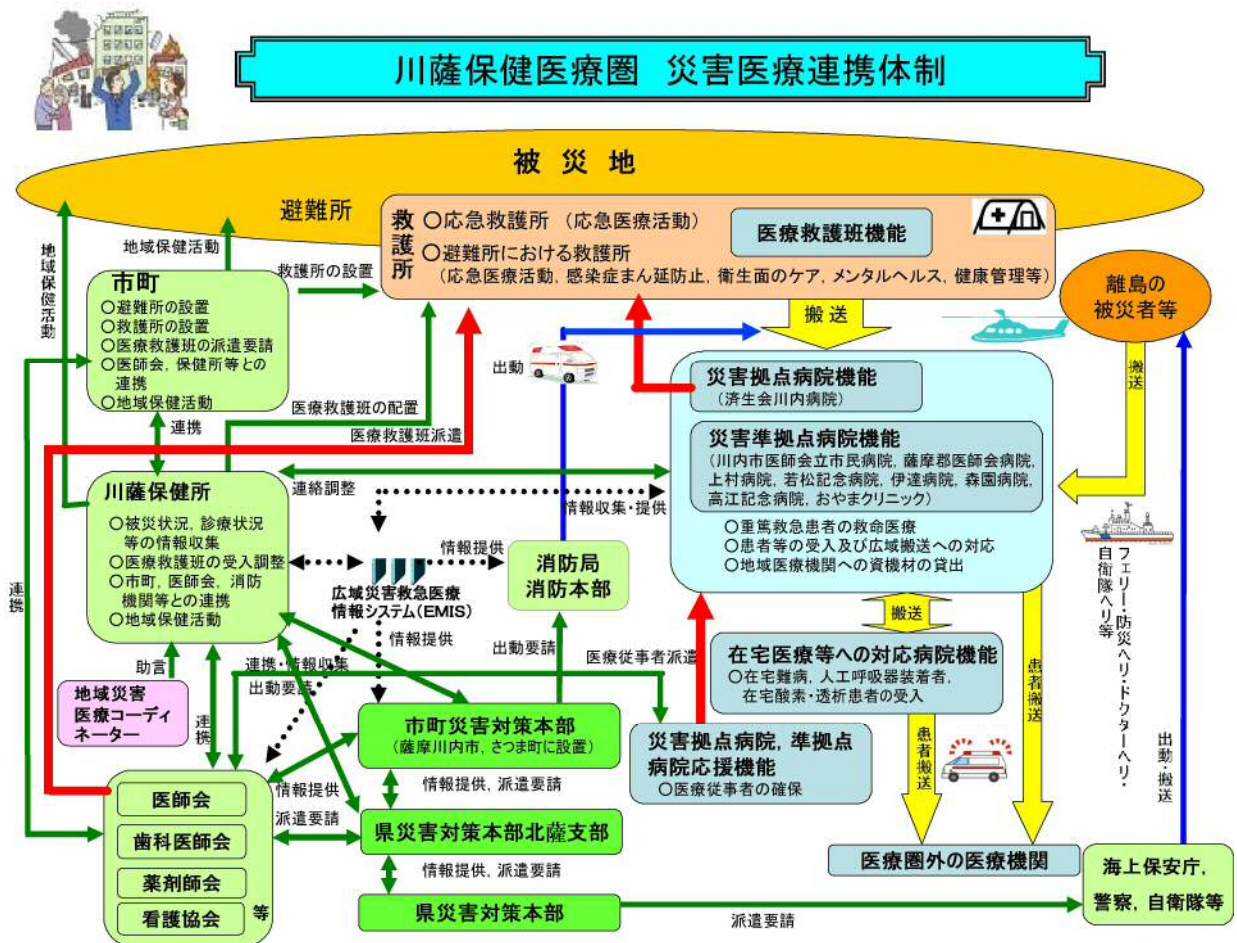 川薩保健医療圏 災害医療連携体制
被 災 地
避難所
救護所
○応急救護所 （応急医療活動）
○避難所における救護所
（応急医療活動，感染症まん延防止，衛生面のケア，メンタルヘルス，健康管理等）
医療救護班機能
地域保健活動
地域保健活動
救護所の設置
市町
○避難所の設置
○救護所の設置
○医療救護班の派遣要請
○医師会，保健所等との
連携
○地域保健活動
搬 送
離島の
被災者等
出動
搬送
災害拠点病院機能
（済生会川内病院）
連携
医療救護班の配置
医療救護班派遣
災害準拠点病院機能
（川内市医師会立市民病院，薩摩郡医師会病院，
上村病院，若松記念病院，伊達病院，森園病院，
高江記念病院，おやまクリニック）
○重篤救急患者の救命医療
○患者等の受入及び広域搬送への対応
○地域医療機関への資機材の貸出
川薩保健所
○被災状況，診療状況
等の情報収集
○医療救護班の受入調整
○市町，医師会，消防
機関等との連携
○地域保健活動
連絡調整
情報収集・提供
情報提供
広域災害救急医療
情報システム（EMIS）
情報提供
消防局
消防本部
フェリー・防災ヘリ・ドクターヘリ・
自衛隊ヘリ等
連携
助言
連携・情報収集
出動要請
出動要請
医療従事者派遣
搬送
在宅医療等への対応病院機能
○在宅難病，人工呼吸器装着者，
在宅酸素・透析患者の受入
患者搬送
患者搬送
出動・搬送
地域災害
医療コーディ
ネーター
連携
市町災害対策本部
（薩摩川内市，さつま町に設置）
災害拠点病院，準拠点
病院応援機能
○医療従事者の確保
情報提供
派遣要請
情報提供，派遣要請
医師会
歯科医師会
薬剤師会
看護協会
等
県災害対策本部北薩支部
情報提供，派遣要請
県災害対策本部
派遣要請
医療圏外の医療機関
海上保安庁，
警察，自衛隊等